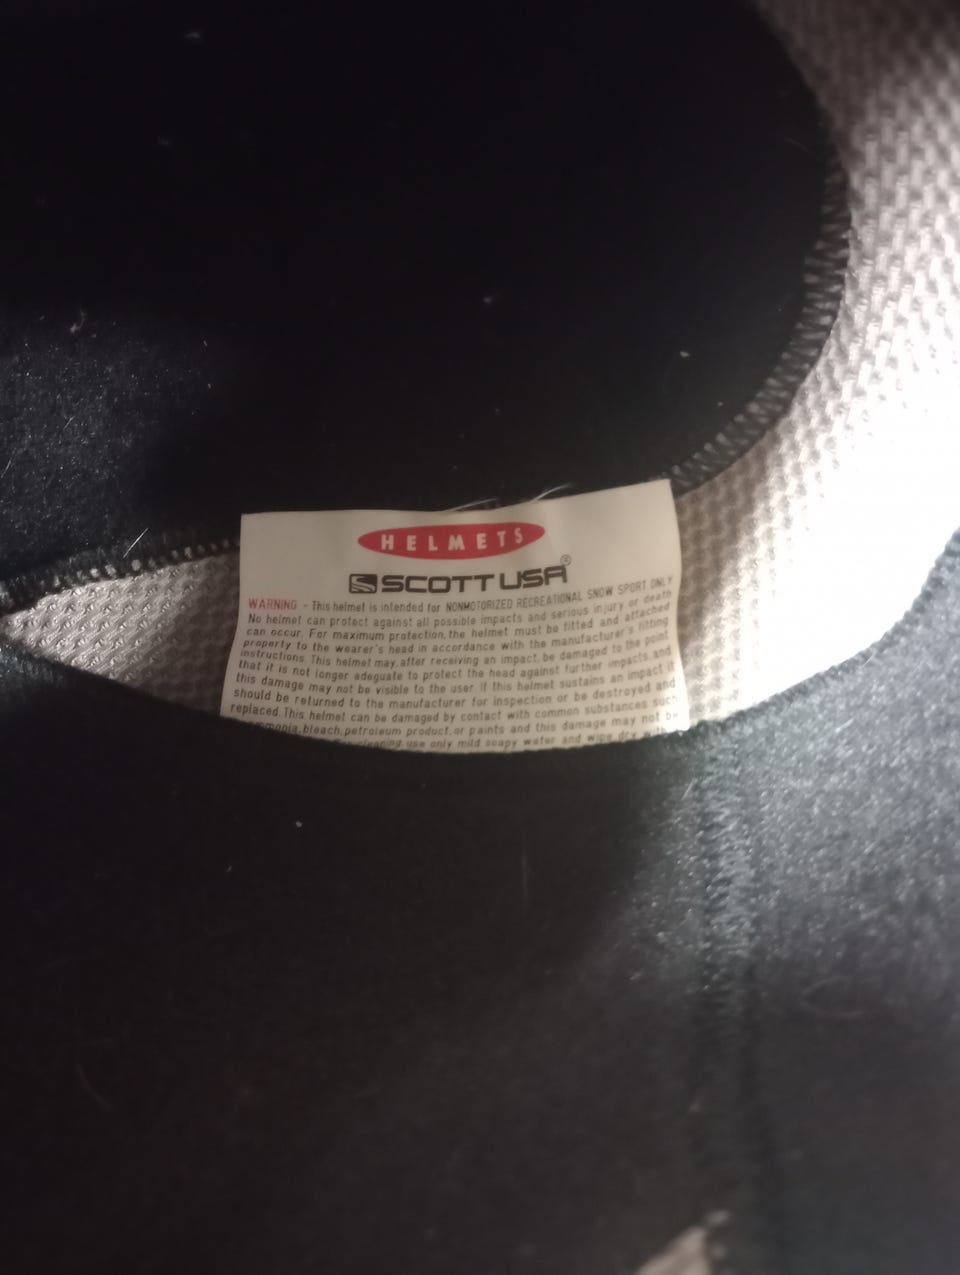 HELMETS
SCOTT USA®
WARNING - This helmet is intended for NONMOTORIZED RECREATIONAL SNOW SPORT ONLY
No helmet can protect against all possible impacts and serious injury or death
can occur. For maximum protection, the helmet must be fitted and attached
property to the wearer's head in accordance with the manufacturer's fitting
instructions. This helmet may, after receiving an impact, be damaged to the point
that it is not longer adequate to protect the head against further impacts, and
this damage may not be visible to the user. If this helmet sustains an impact it
should be returned to the manufacturer for inspection or be destroyed and
replaced. This helmet can be damaged by contact with common substances such
bleach, petroleum product, or paints and this damage may not be
cleaning use only mild soapy water and wipe dry